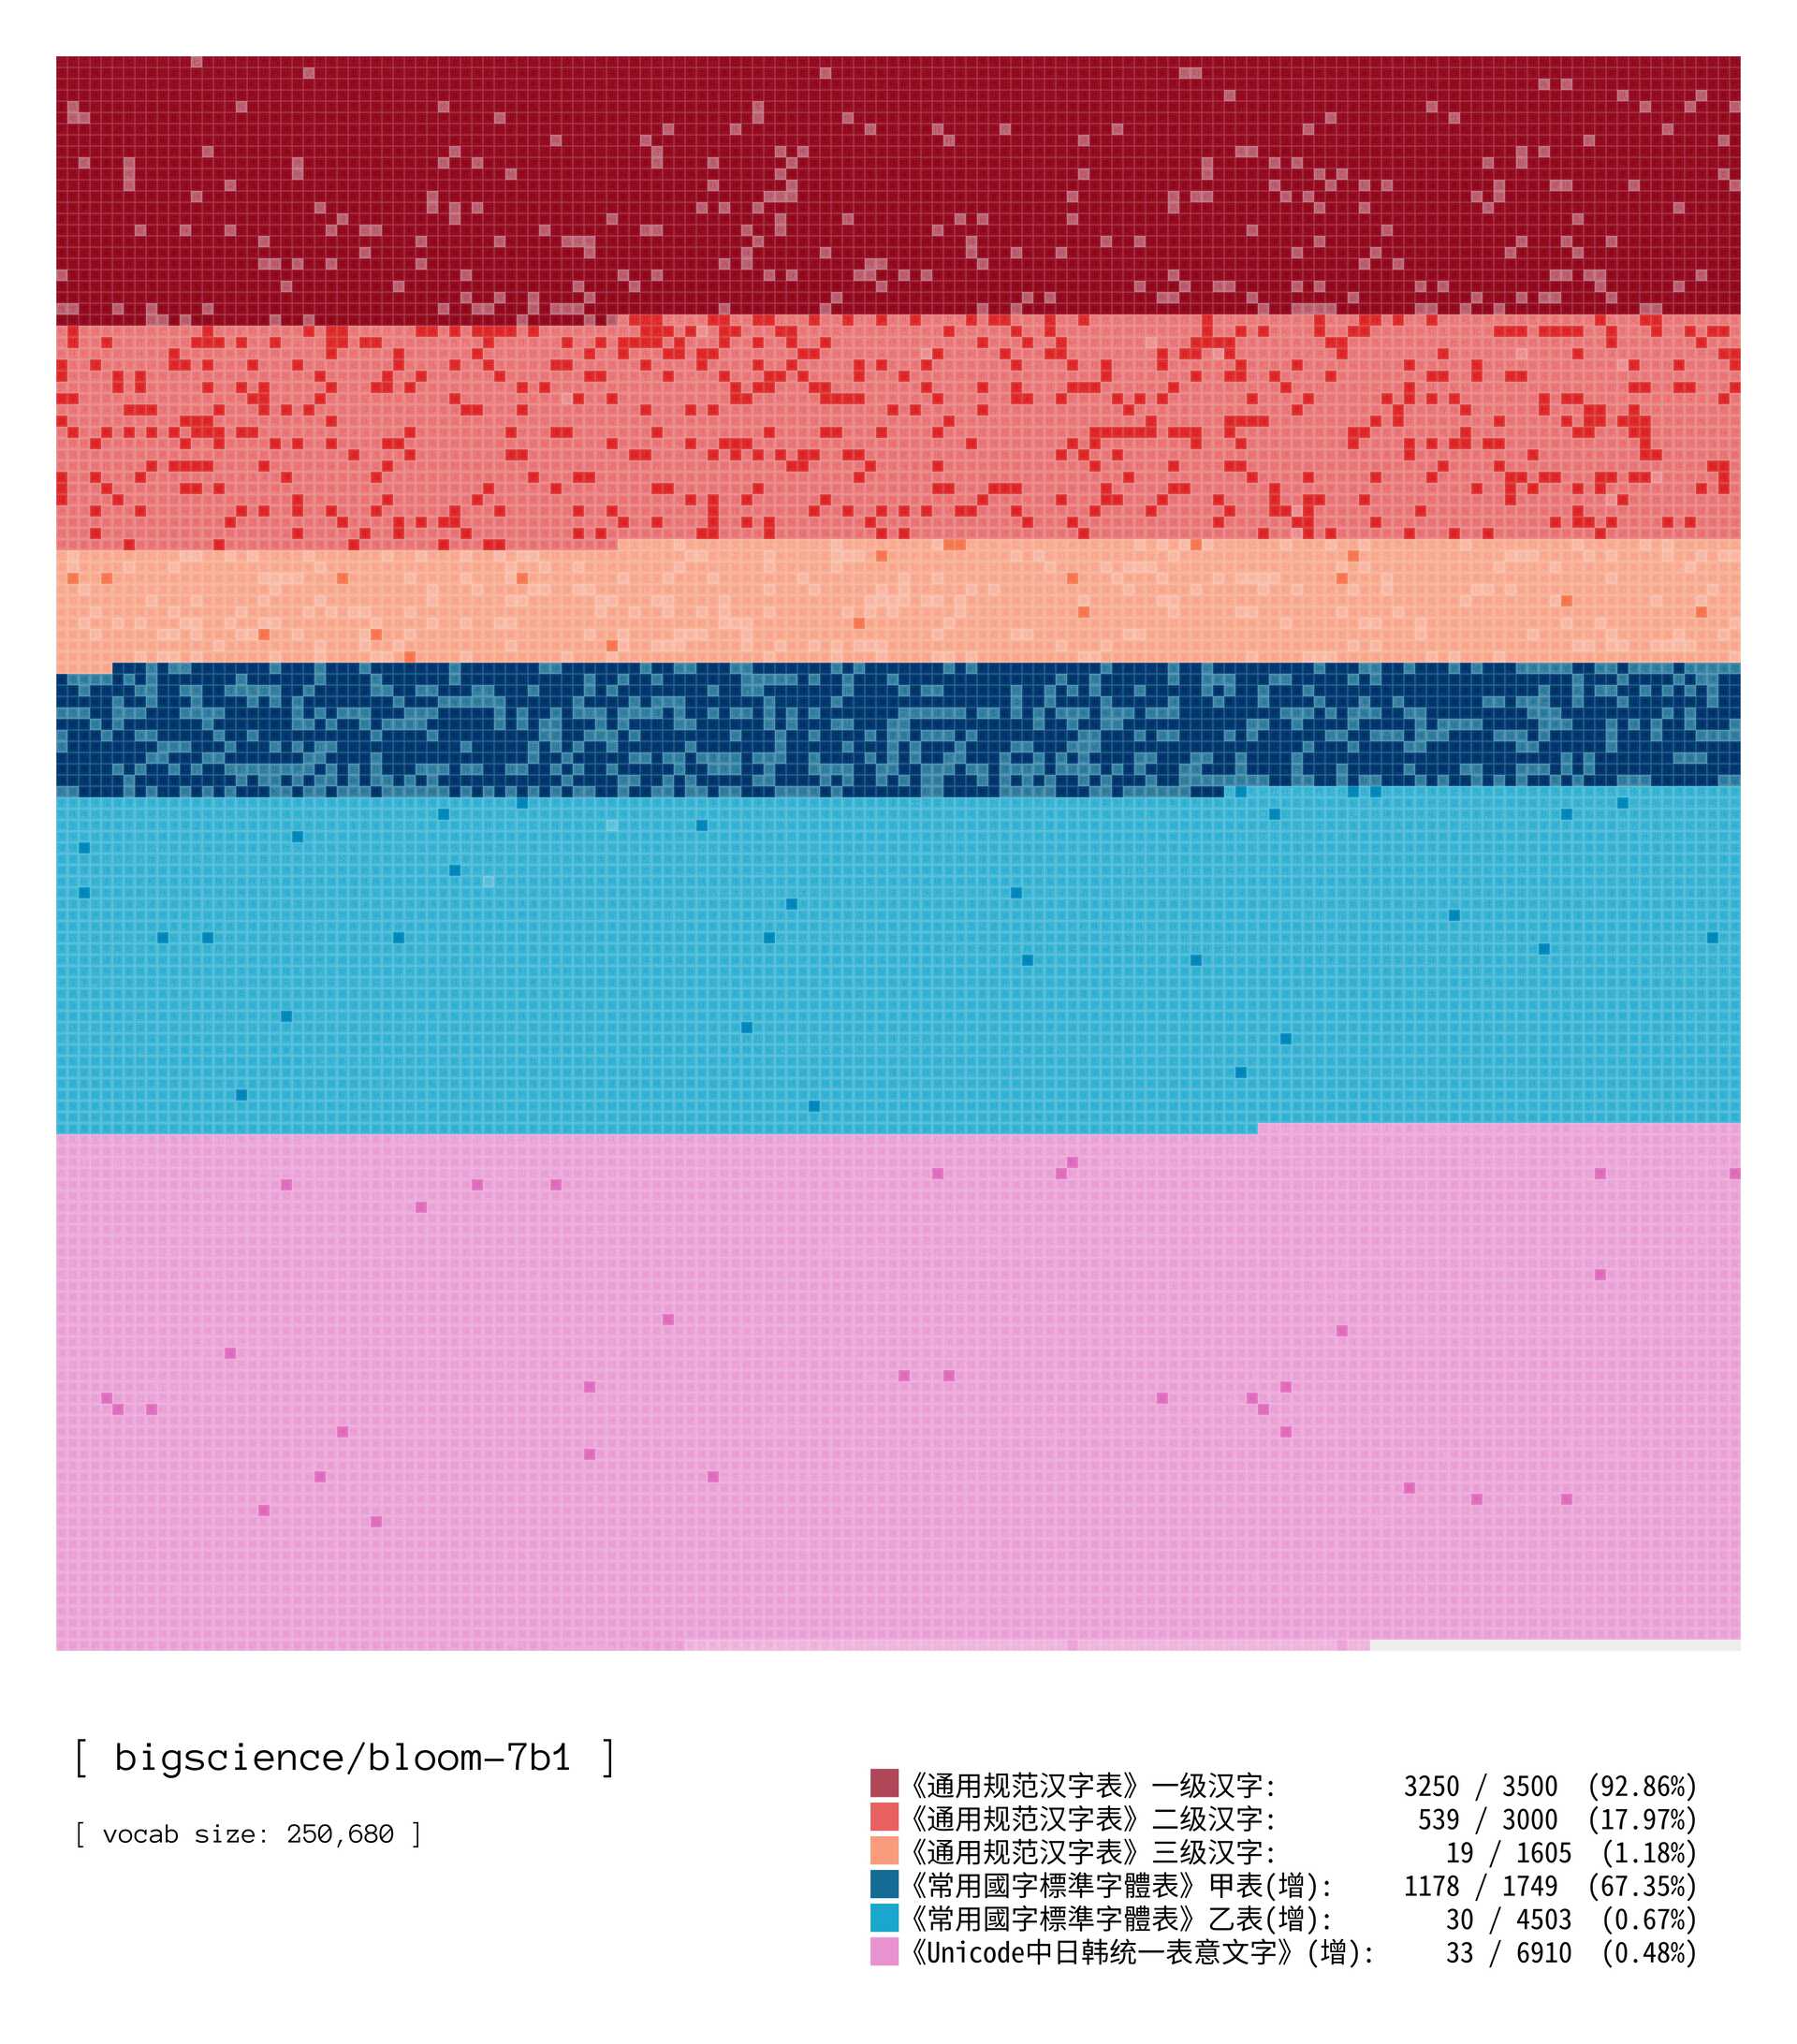 [ bigscience/bloom-7b1 ]
[ vocab size: 250,680 ]
《通用规范汉字表》一级汉字: 3250 / 3500 (92.86%)
《通用规范汉字表》二级汉字: 539 / 3000 (17.97%)
《通用规范汉字表》三级汉字: 19 / 1605 (1.18%)
《常用國字標準字體表》甲表(增): 1178 / 1749 (67.35%)
《常用國字標準字體表》乙表(增): 30 / 4503 (0.67%)
《Unicode中日韩统一表意文字》(增): 33 / 6910 (0.48%)